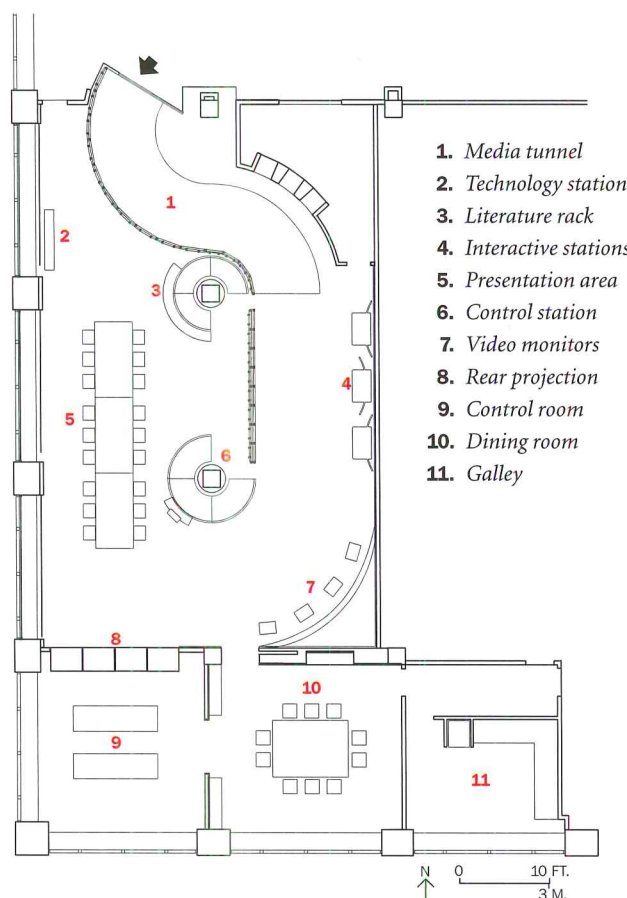 1
2
3
4
5
6
7
8
9
10
11
1. Media tunnel
2. Technology station
3. Literature rack
4. Interactive stations
5. Presentation area
6. Control station
7. Video monitors
8. Rear projection
9. Control room
10. Dining room
11. Galley
N 0 10 FT.
3 M.